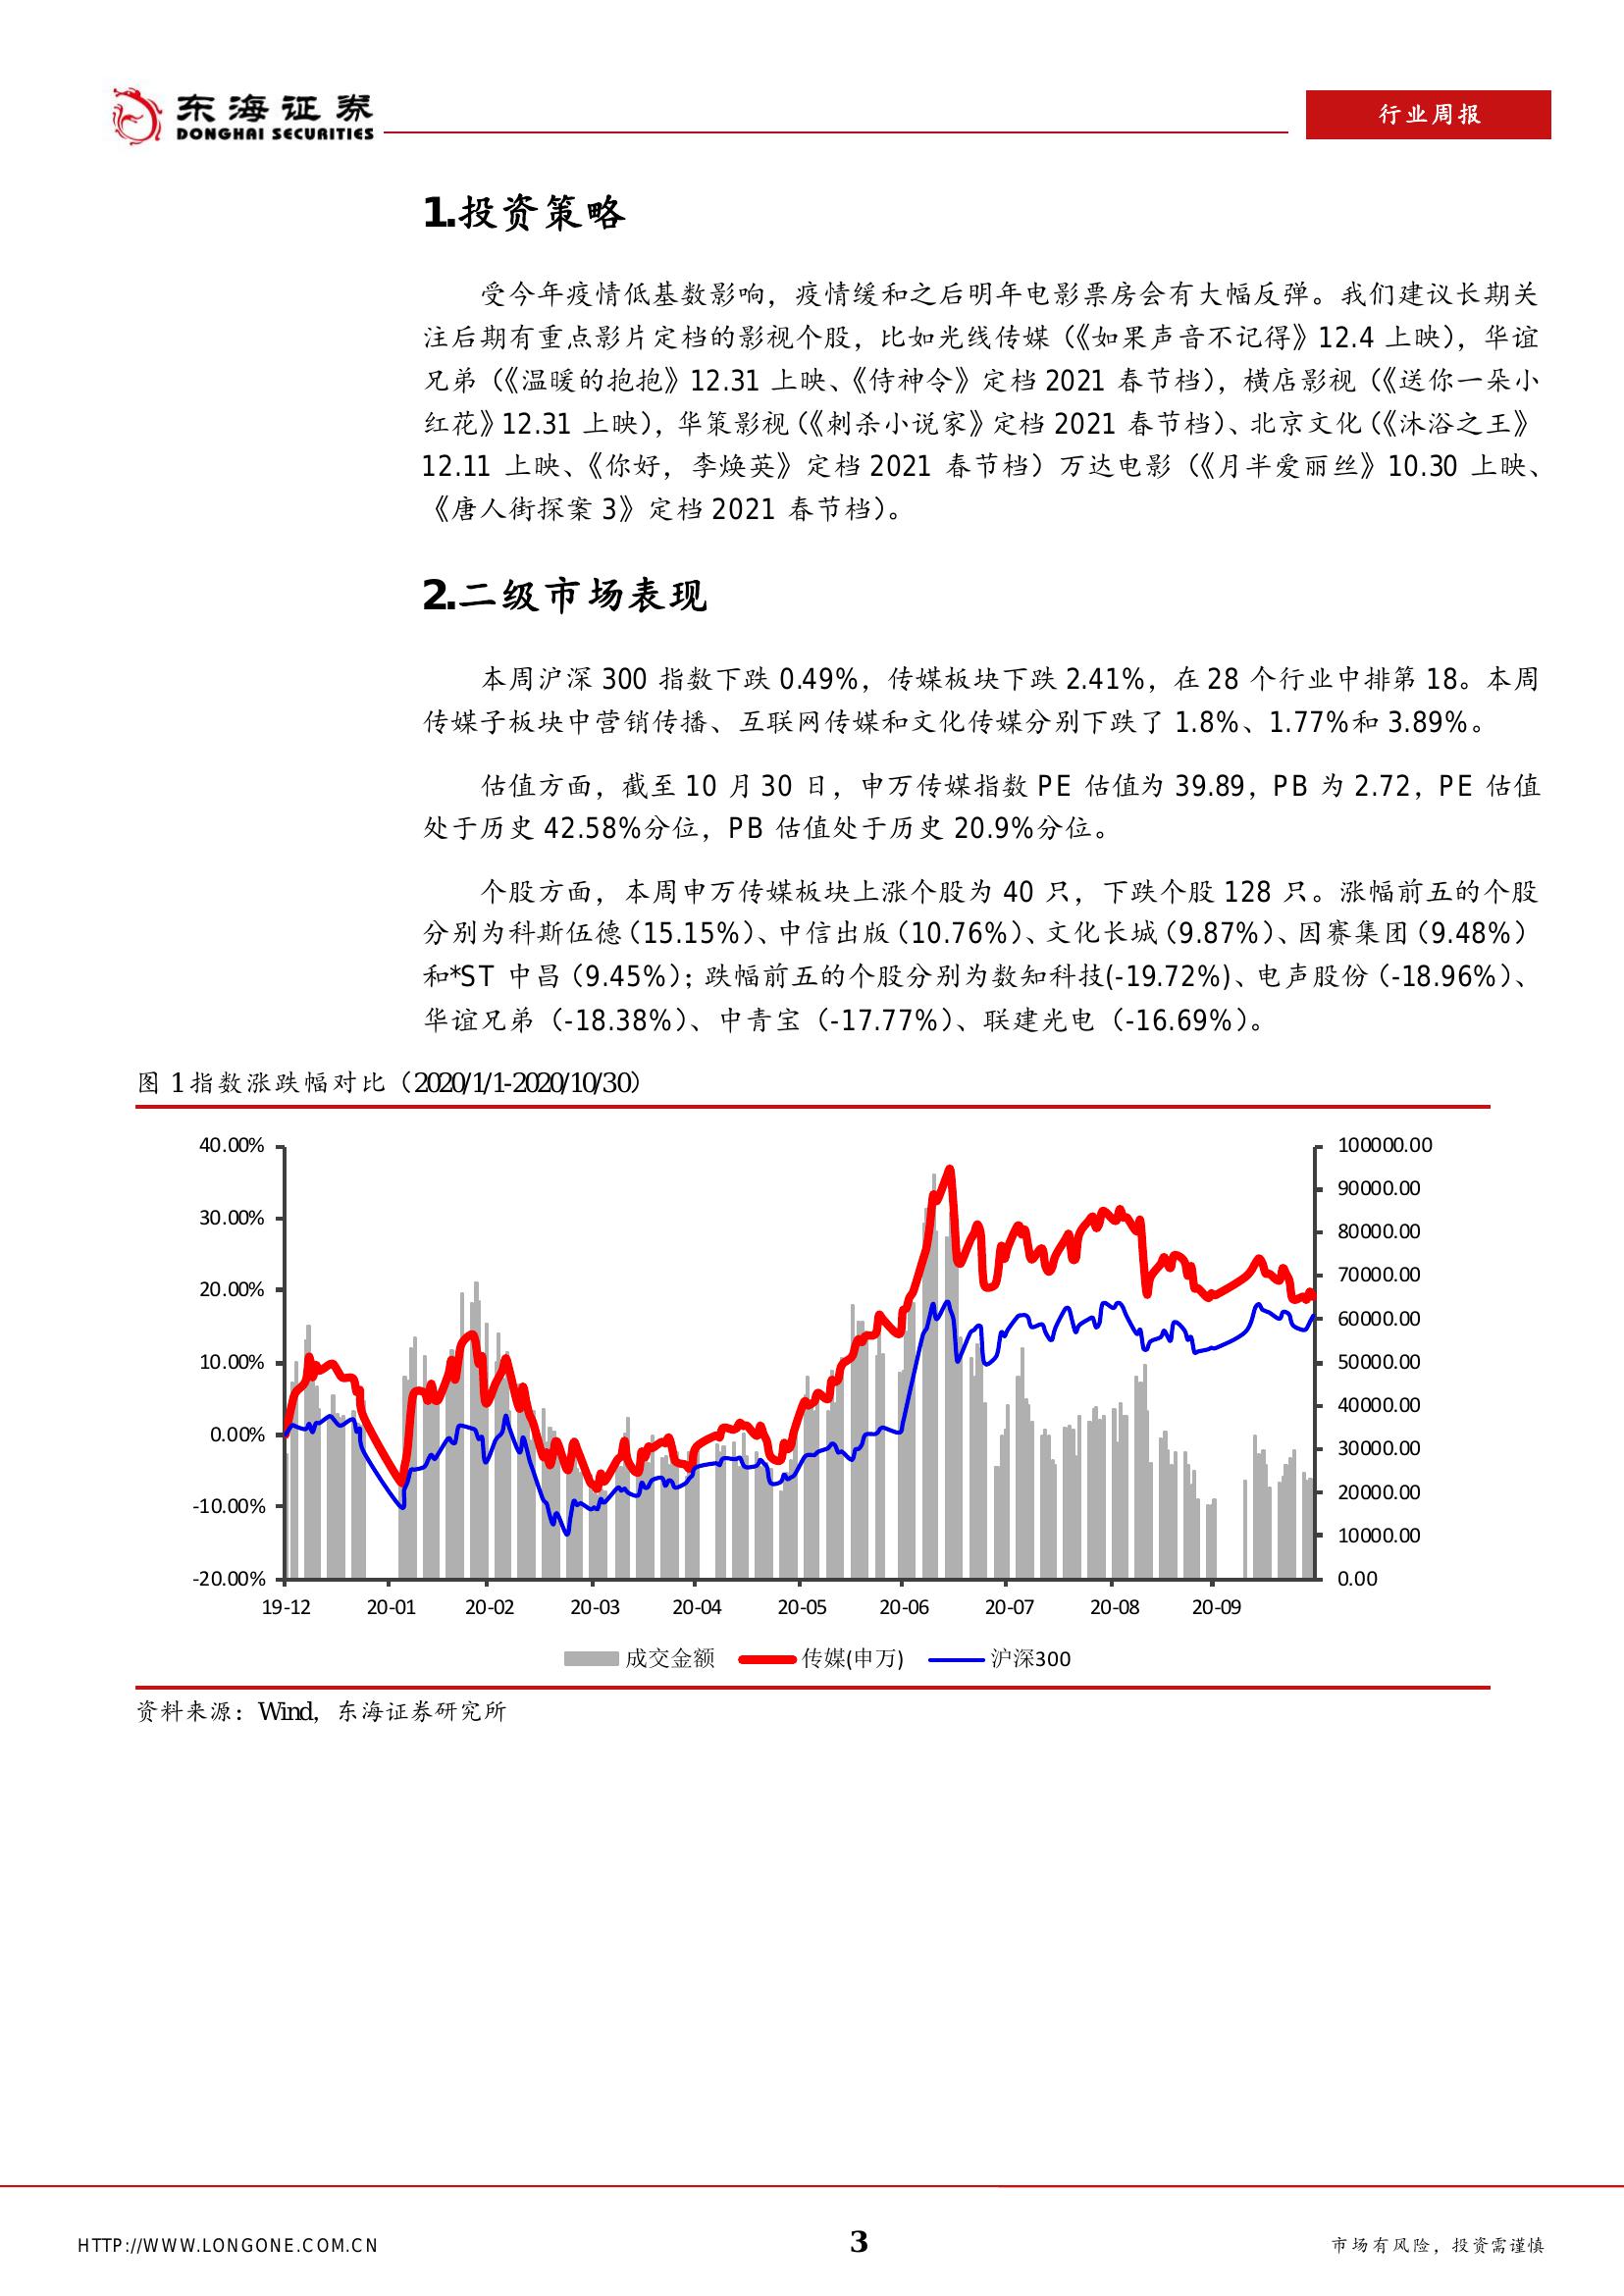 东海证券
DONGHAI SECURITIES
行业周报
1.投资策略
受今年疫情低基数影响，疫情缓和之后明年电影票房会有大幅反弹。我们建议长期关
注后期有重点影片定档的影视个股，比如光线传媒（《如果声音不记得》12.4 上映），华谊
兄弟（《温暖的抱抱》12.31 上映、《侍神令》定档 2021 春节档），横店影视（《送你一朵小
红花》12.31 上映），华策影视（《刺杀小说家》定档 2021 春节档）、北京文化（《沐浴之王》
12.11 上映、《你好，李焕英》定档 2021 春节档）万达电影（《月半爱丽丝》10.30 上映、
《唐人街探案 3》定档 2021 春节档）。
2.二级市场表现
本周沪深 300 指数下跌 0.49%，传媒板块下跌 2.41%，在 28 个行业中排第 18。本周
传媒子板块中营销传播、互联网传媒和文化传媒分别下跌了 1.8%、1.77%和 3.89%。
估值方面，截至 10 月 30 日，申万传媒指数 PE 估值为 39.89，PB 为 2.72，PE 估值
处于历史 42.58%分位，PB 估值处于历史 20.9%分位。
个股方面，本周申万传媒板块上涨个股为 40 只，下跌个股 128 只。涨幅前五的个股
分别为科斯伍德（15.15%）、中信出版（10.76%）、文化长城（9.87%）、因赛集团（9.48%）
和*ST 中昌（9.45%）；跌幅前五的个股分别为数知科技(-19.72%)、电声股份（-18.96%）、
华谊兄弟（-18.38%）、中青宝（-17.77%）、联建光电（-16.69%）。
图 1 指数涨跌幅对比（2020/1/1-2020/10/30）
40.00%
30.00%
20.00%
10.00%
0.00%
-10.00%
-20.00%
100000.00
90000.00
80000.00
70000.00
60000.00
50000.00
40000.00
30000.00
20000.00
10000.00
0.00
19-12 20-01 20-02 20-03 20-04 20-05 20-06 20-07 20-08 20-09
成交金额 传媒(申万) 沪深300
资料来源：Wind，东海证券研究所
HTTP://WWW.LONGONE.COM.CN
3
市场有风险，投资需谨慎